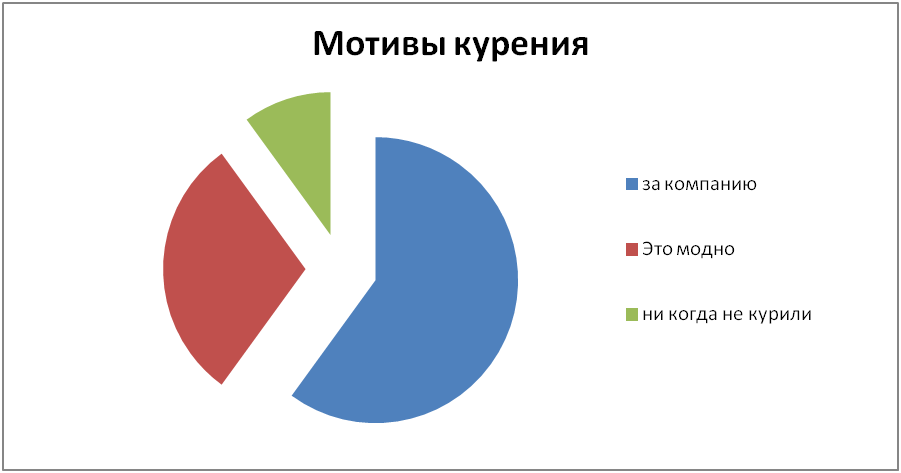 Мотивы курения
за компанию
Это модно
ни когда не курили